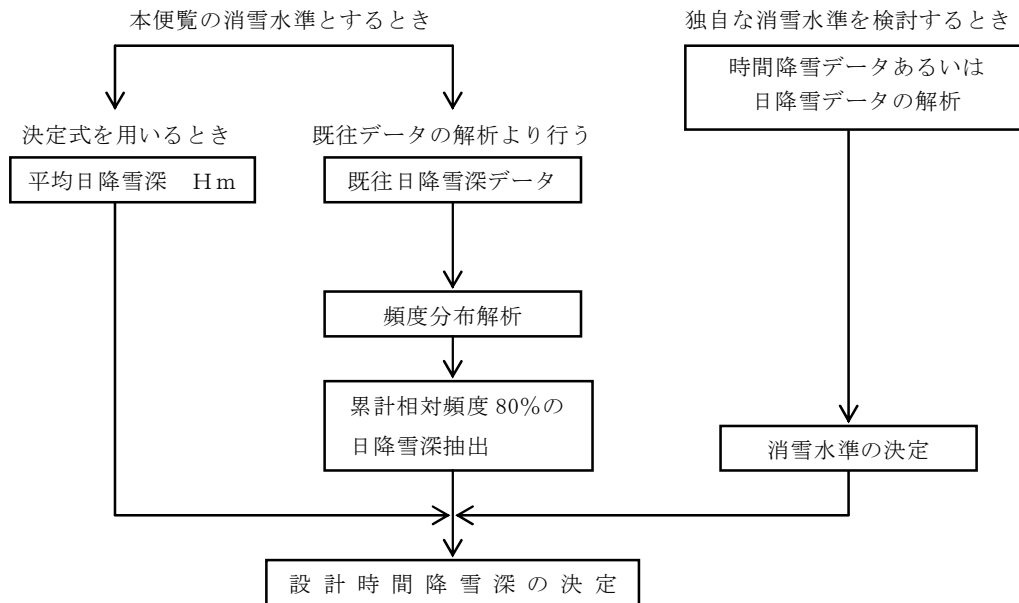 本便覧の消雪水準とするとき
独自な消雪水準を検討するとき
時間降雪データあるいは
日降雪データの解析
決定式を用いるとき
既往データの解析より行う
平均日降雪深　Hm
既往日降雪深データ
頻度分布解析
累計相対頻度 80%の
日降雪深抽出
消雪水準の決定
設 計 時 間 降 雪 深 の 決 定